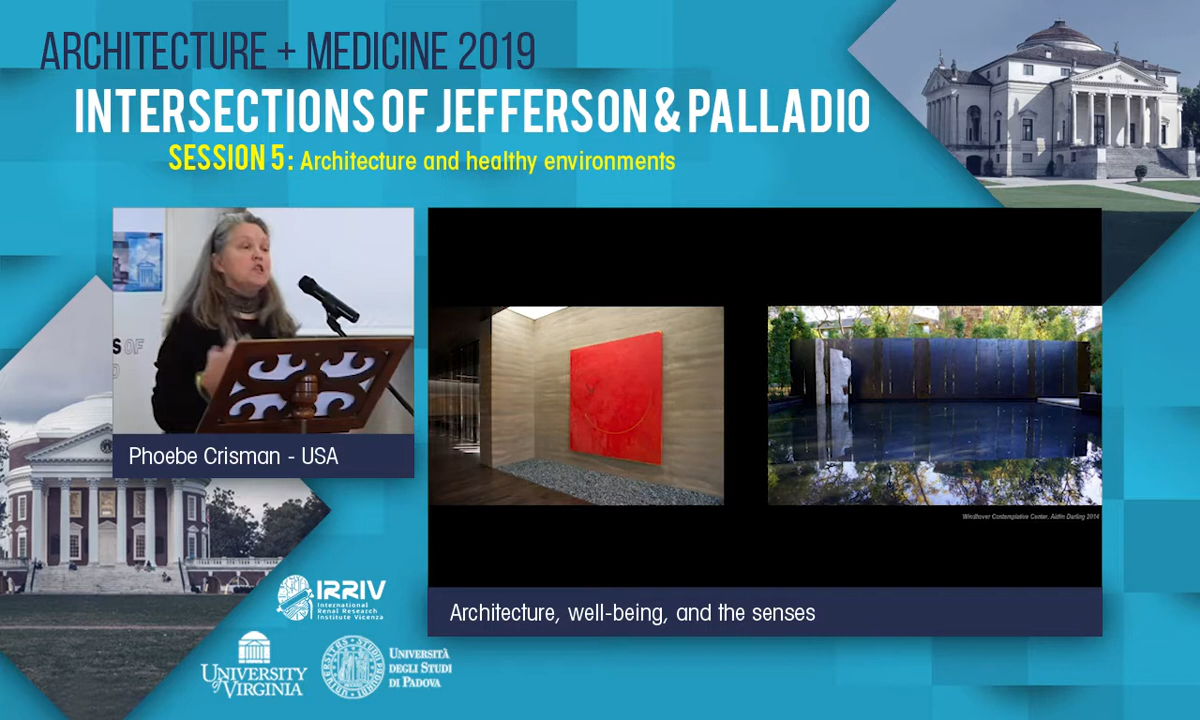 ARCHITECTURE + MEDICINE 2019
INTERSECTIONS OF JEFFERSON & PALLADIO
SESSION 5: Architecture and healthy environments
S OF
Phoebe Crisman - USA
Windhover Contemplative Center, Aidlin Darling 2014
Architecture, well-being, and the senses
IRRIV
International
Renal Research
Institute Vicenza
UNIVERSITY
of VIRGINIA
UNIVERSITÀ
DEGLI STUDI
DI PADOVA